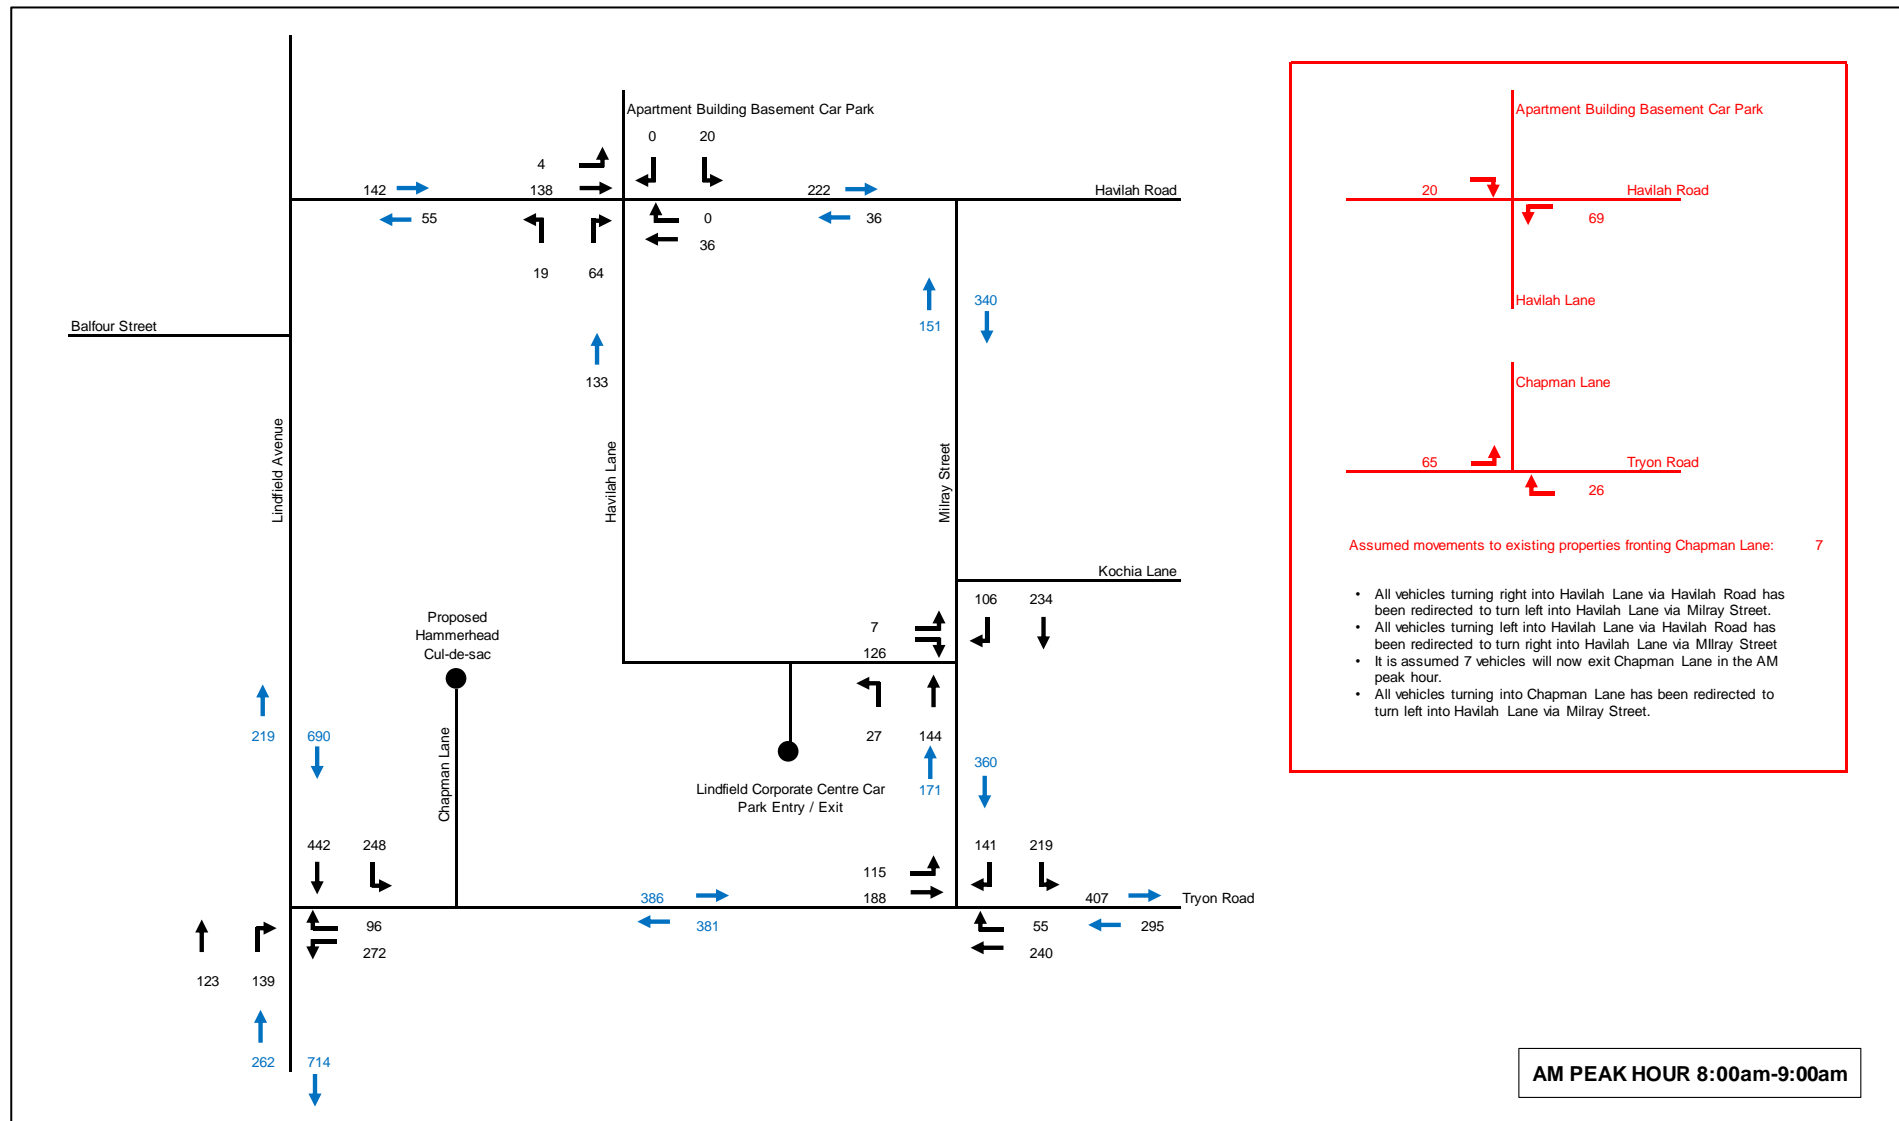 Apartment Building Basement Car Park
0 20
4
142 138 222 Havilah Road
55 0 36
36
19 64
340
151
Balfour Street
133
Lindfield Avenue
Havilah Lane
Milray Street
Kochia Lane
106 234
Proposed
Hammerhead
Cul-de-sac
7
126
219 690
27 144
Chapman Lane
360
Lindfield Corporate Centre Car
Park Entry / Exit
171
442 248
141 219
115
386 188 407 Tryon Road
96 381 55 295
272 240
123 139
262 714
Apartment Building Basement Car Park
20 Havilah Road
69
Havilah Lane
Chapman Lane
65 Tryon Road
26
Assumed movements to existing properties fronting Chapman Lane: 7
• All vehicles turning right into Havilah Lane via Havilah Road has
been redirected to turn left into Havilah Lane via Milray Street.
• All vehicles turning left into Havilah Lane via Havilah Road has
been redirected to turn right into Havilah Lane via MIlray Street
• It is assumed 7 vehicles will now exit Chapman Lane in the AM
peak hour.
• All vehicles turning into Chapman Lane has been redirected to
turn left into Havilah Lane via Milray Street.
AM PEAK HOUR 8:00am-9:00am